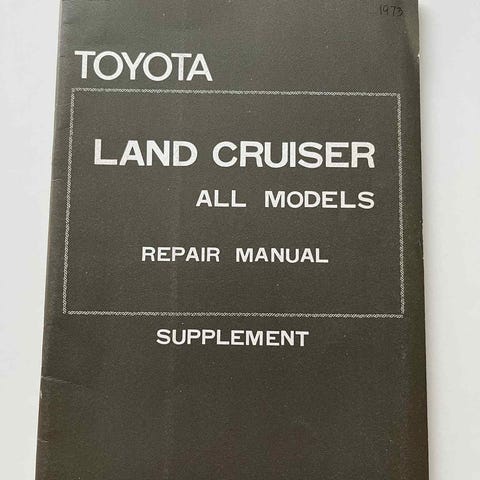 1973
TOYOTA
LAND CRUISER
ALL MODELS
REPAIR MANUAL
SUPPLEMENT